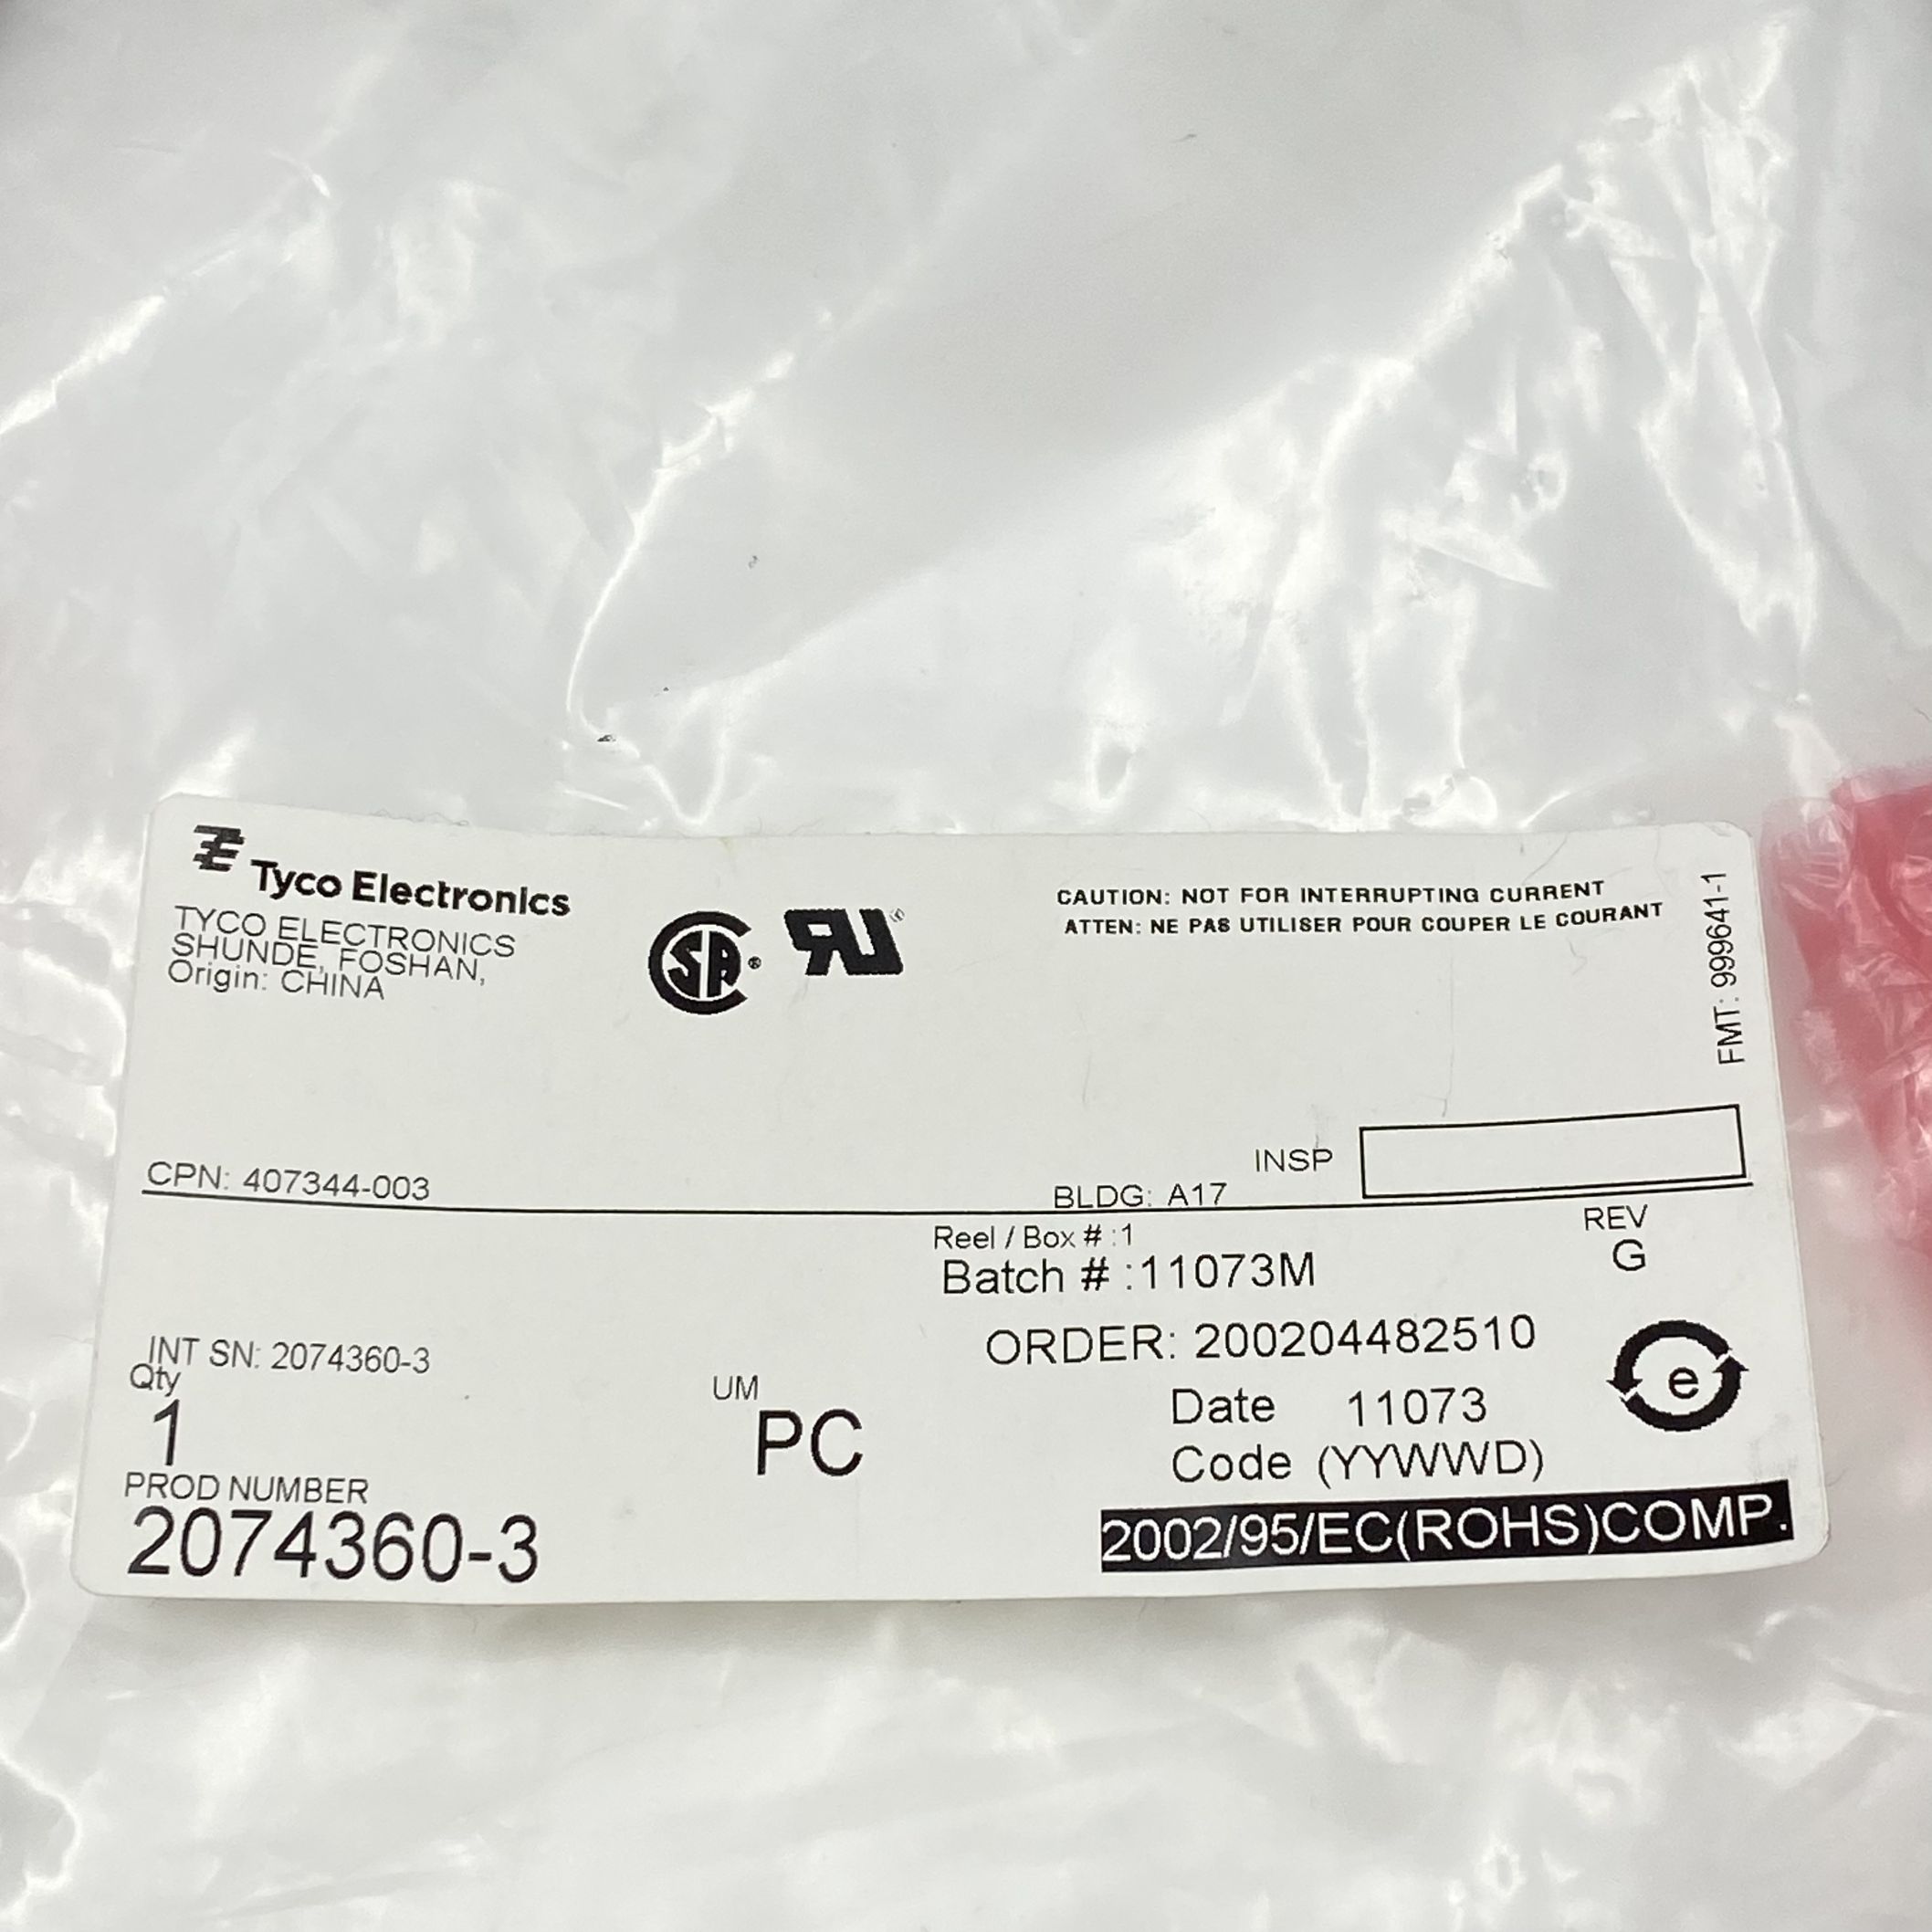 Tyco Electronics
TYCO ELECTRONICS
SHUNDE, FOSHAN,
Origin: CHINA
CAUTION: NOT FOR INTERRUPTING CURRENT
ATTEN: NE PAS UTILISER POUR COUPER LE COURANT
FMT: 999641-1
INSP
CPN: 407344-003
BLDG: A17
Reel / Box # :1
REV
Batch # :11073M
G
INT SN: 2074360-3
ORDER: 200204482510
Qty
UM
1
PC
Date 11073
e
Code (YYWWD)
PROD NUMBER
2074360-3
2002/95/EC(ROHS)COMP.